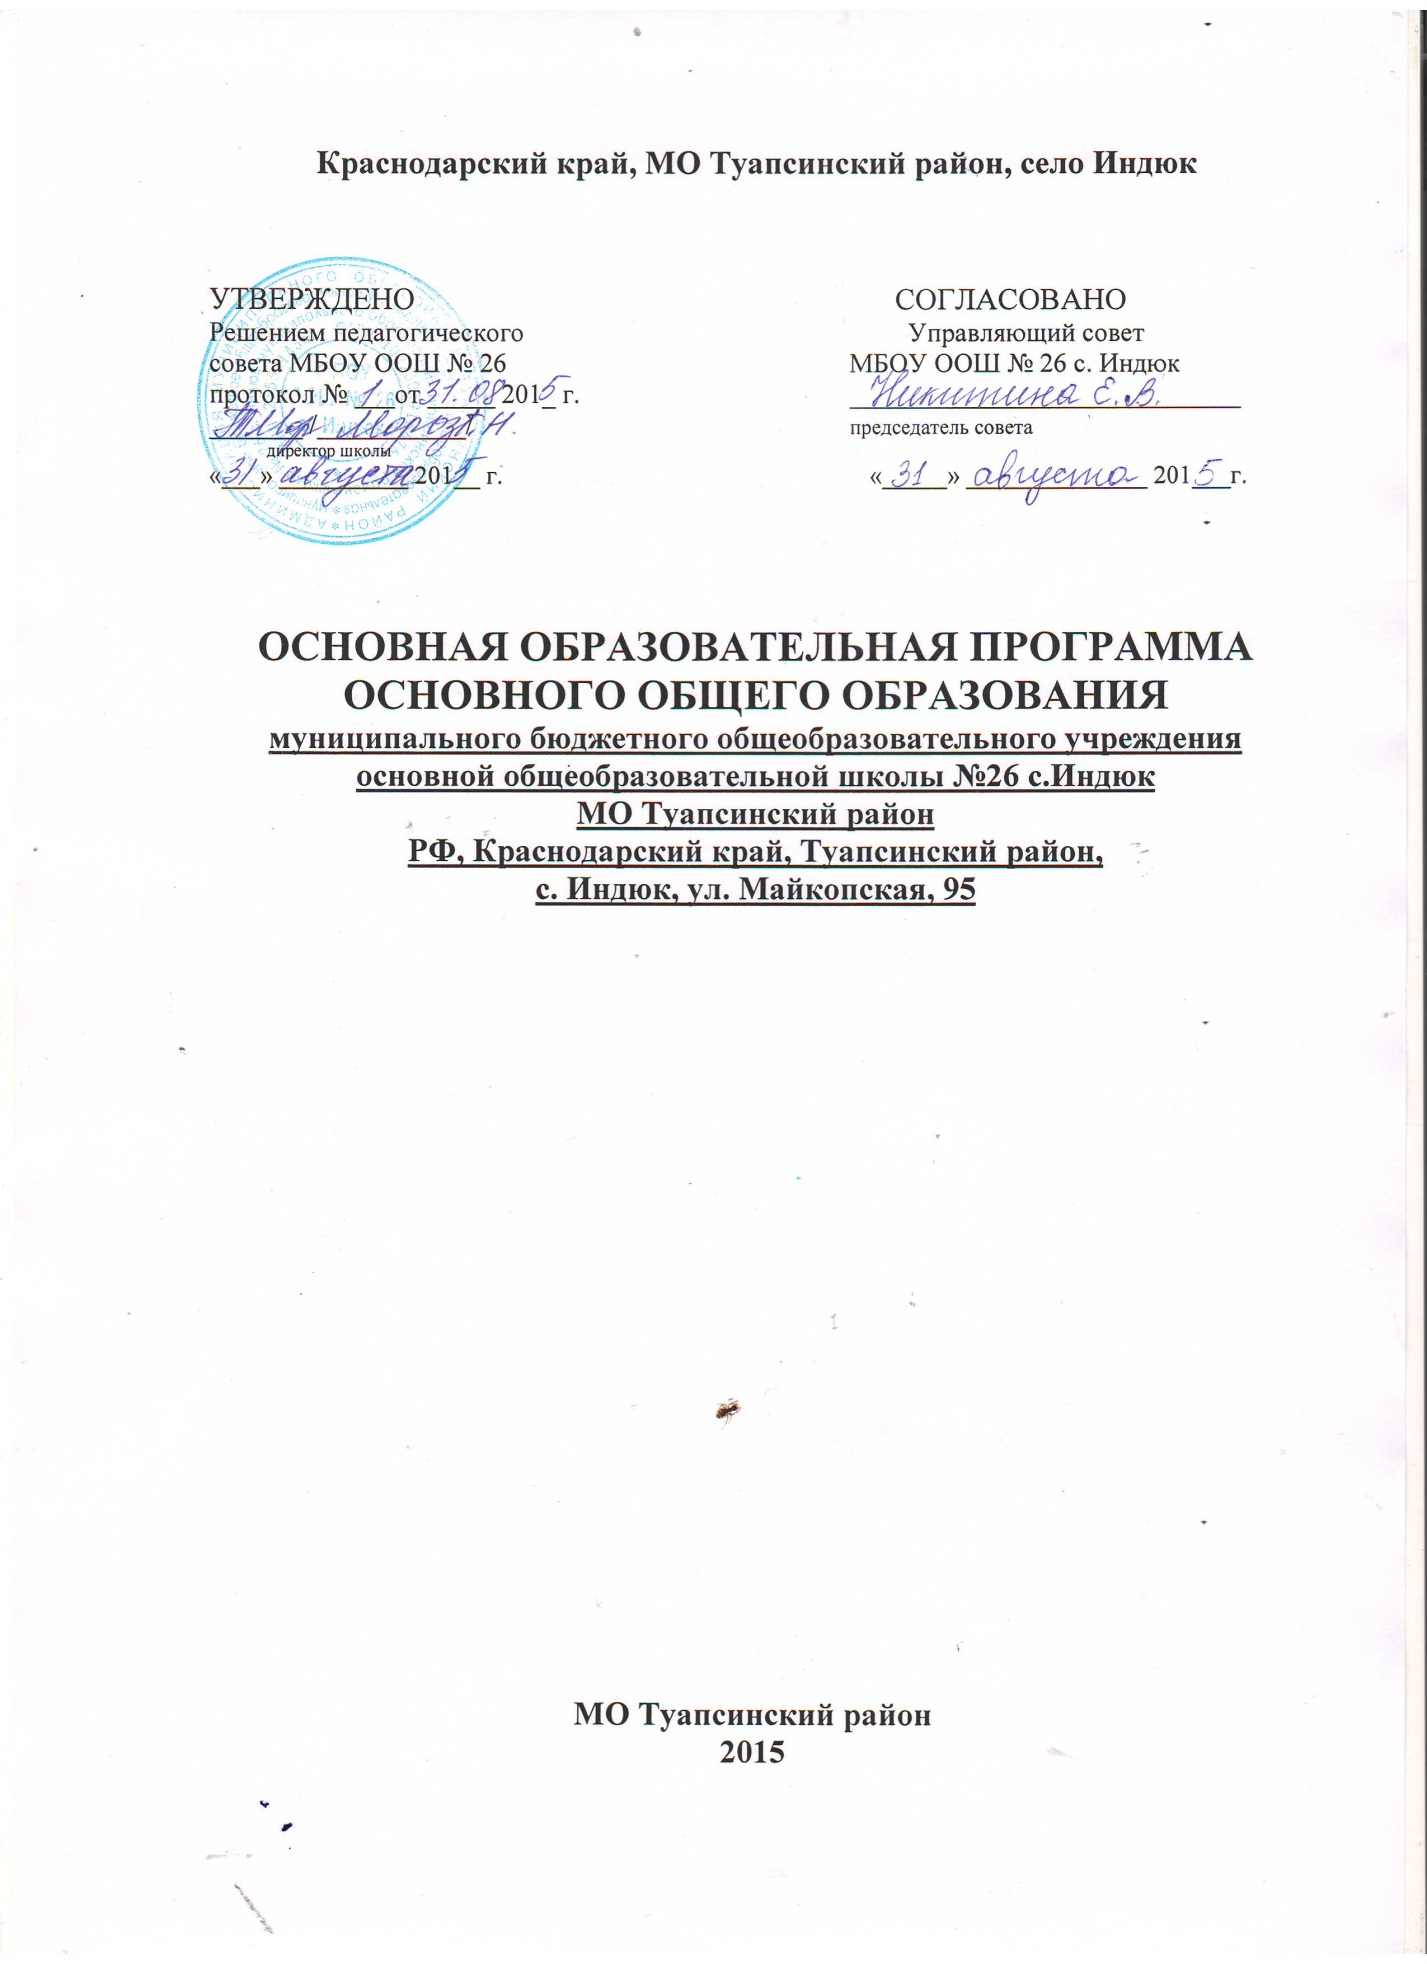 Краснодарский край, МО Туапсинский район, село Индюк
УТВЕРЖДЕНО
Решением педагогического
совета МБОУ ООШ № 26
протокол № 1 от 31.08 2015 г.
/ Мороз Т.Н.
директор школы
«31» августа 2015 г.
СОГЛАСОВАНО
Управляющий совет
МБОУ ООШ № 26 с. Индюк
Никитина Е.В.
председатель совета
«31» августа 2015 г.
ОСНОВНАЯ ОБРАЗОВАТЕЛЬНАЯ ПРОГРАММА
ОСНОВНОГО ОБЩЕГО ОБРАЗОВАНИЯ
муниципального бюджетного общеобразовательного учреждения
основной общеобразовательной школы №26 с.Индюк
МО Туапсинский район
РФ, Краснодарский край, Туапсинский район,
с. Индюк, ул. Майкопская, 95
МО Туапсинский район
2015